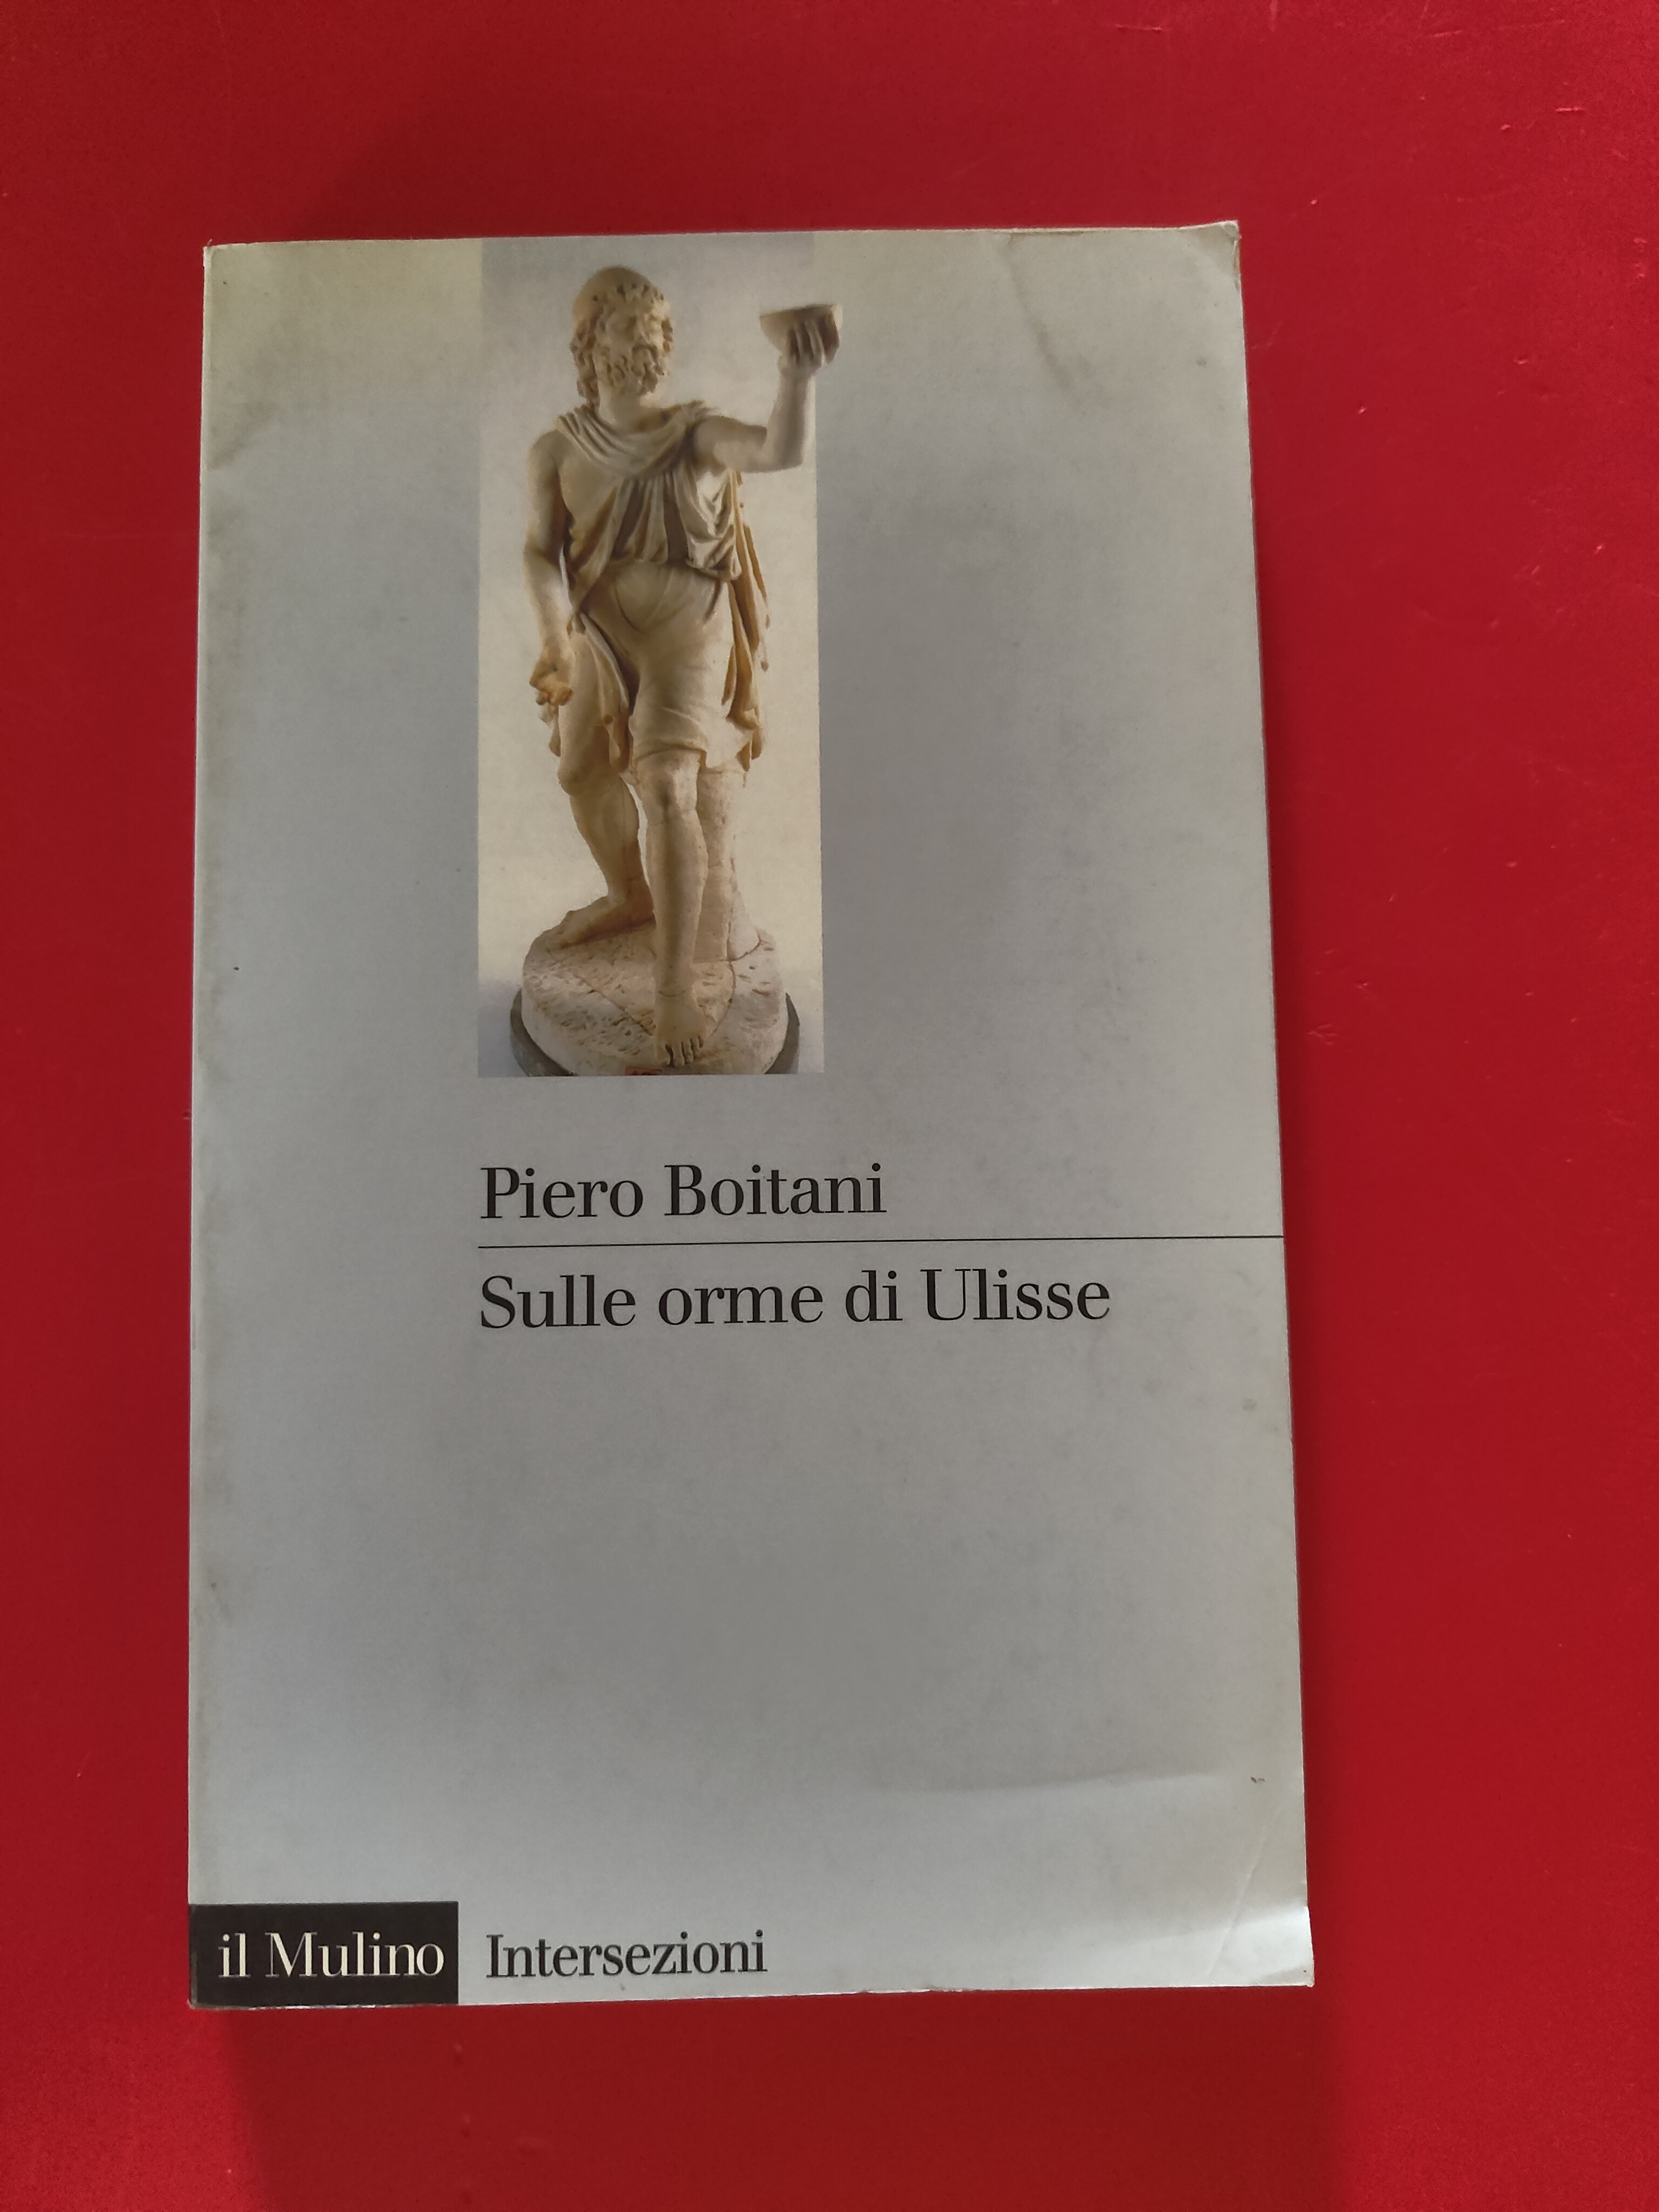 Piero Boitani
Sulle orme di Ulisse
il Mulino Intersezioni